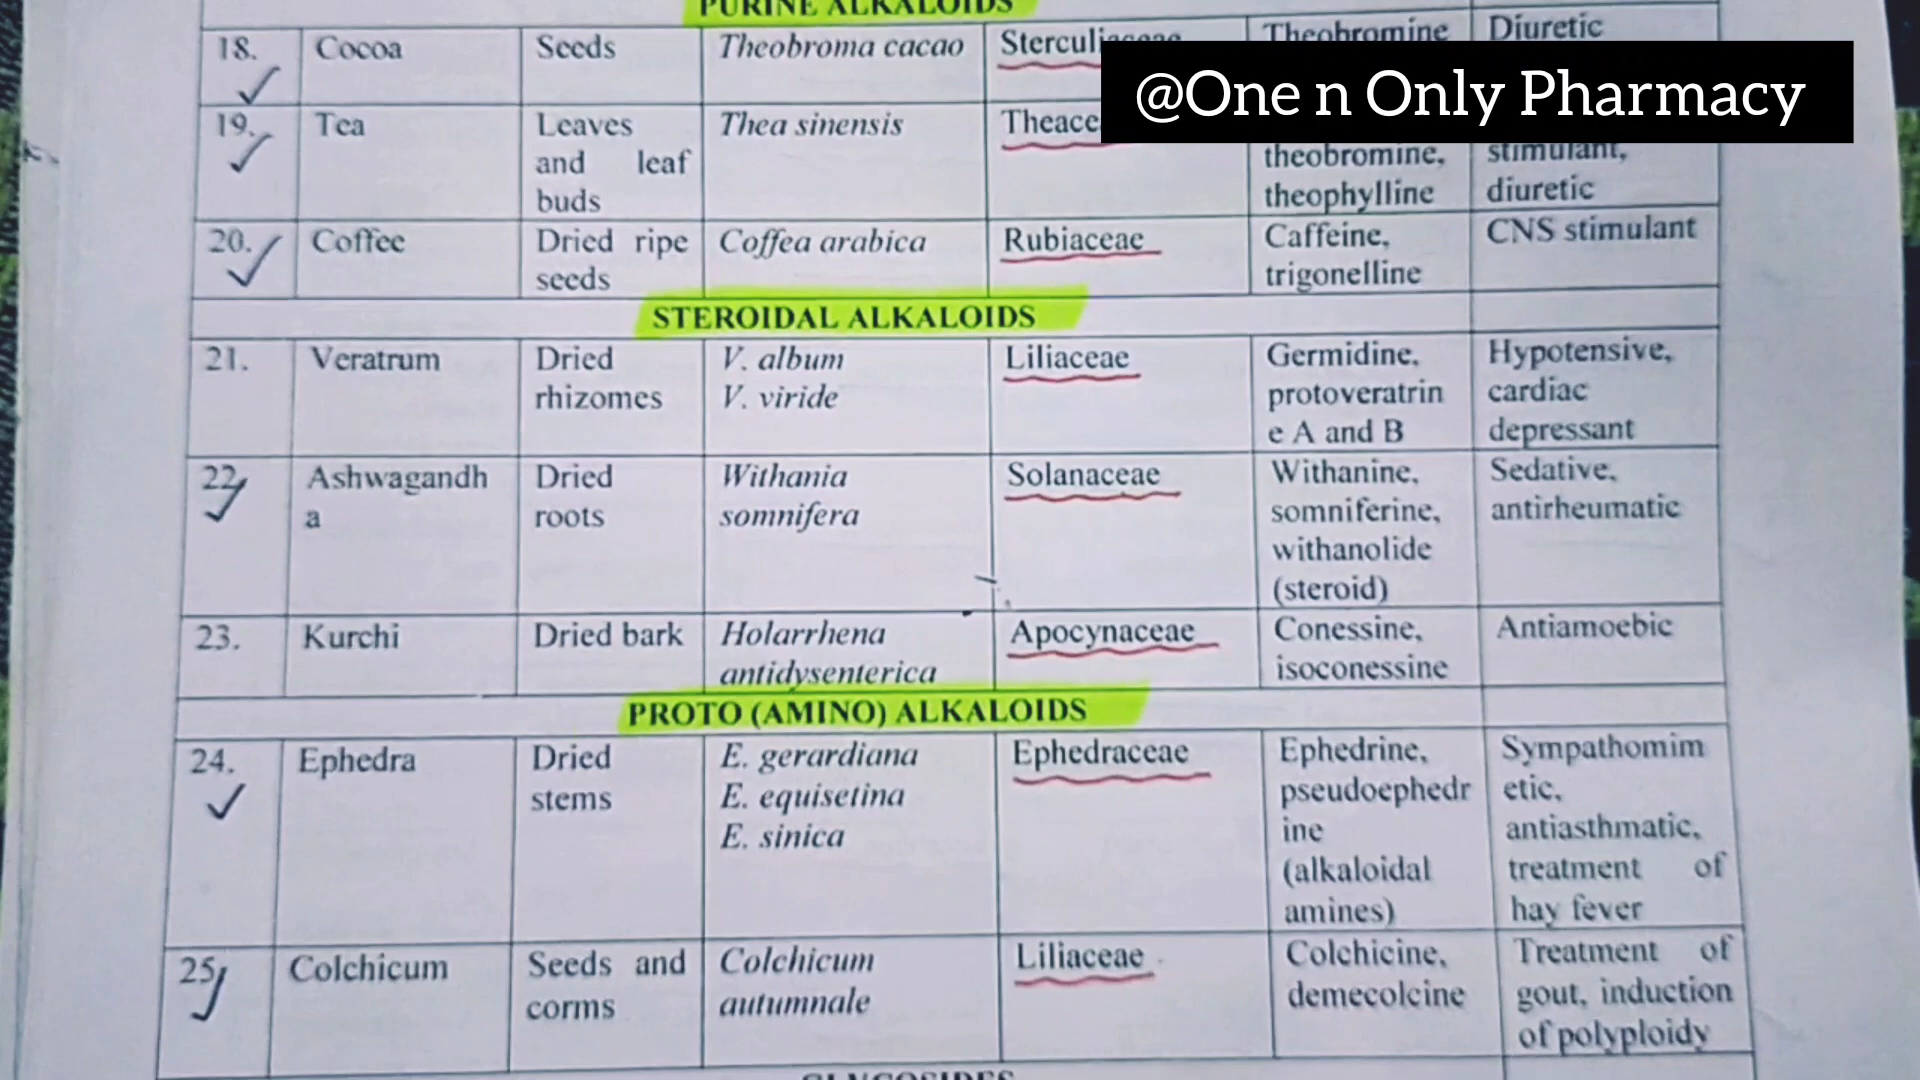 PURINE ALKALOIDS
18. Cocoa Seeds Theobroma cacao Sterculiaceae Theobromine Diuretic
@One n Only Pharmacy
19. Tea Leaves Thea sinensis
and leaf theobromine, stimulant,
buds theophylline diuretic
20. Coffee Dried ripe Coffea arabica Rubiaceae Caffeine, CNS stimulant
seeds trigonelline
STEROIDAL ALKALOIDS
21. Veratrum Dried V. album Liliaceae Germidine, Hypotensive,
rhizomes V. viride protoveratrin cardiac
e A and B depressant
22. Ashwagandh Dried Withania Solanaceae Withanine, Sedative,
a roots somnifera somniferine, antirheumatic
withanolide
(steroid)
23. Kurchi Dried bark Holarrhena Apocynaceae Conessine, Antiamoebic
antidysenterica isoconessine
PROTO (AMINO) ALKALOIDS
24. Ephedra Dried E. gerardiana Ephedraceae Ephedrine, Sympathomim
stems E. equisetina pseudoephedr etic,
E. sinica ine antiasthmatic,
(alkaloidal treatment of
amines) hay fever
25. Colchicum Seeds and Colchicum Liliaceae Colchicine, Treatment of
corms autumnale demecolcine gout, induction
of polyploidy